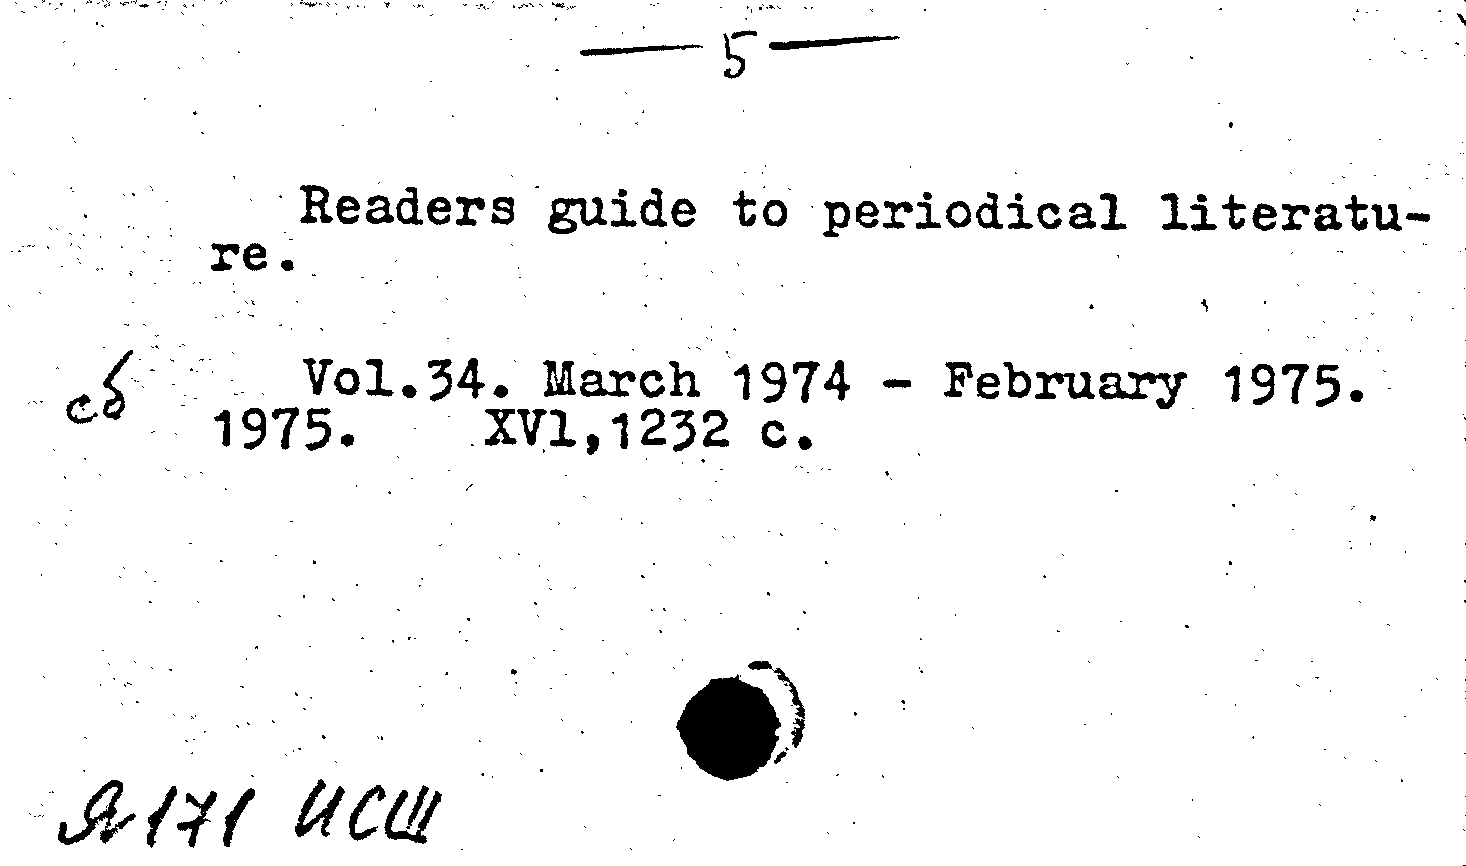 — 5 —
Readers guide to periodical literatu-
re.
сб Vol.34. March 1974 - February 1975.
1975. XVl,1232 c.
Я171 ИСШ